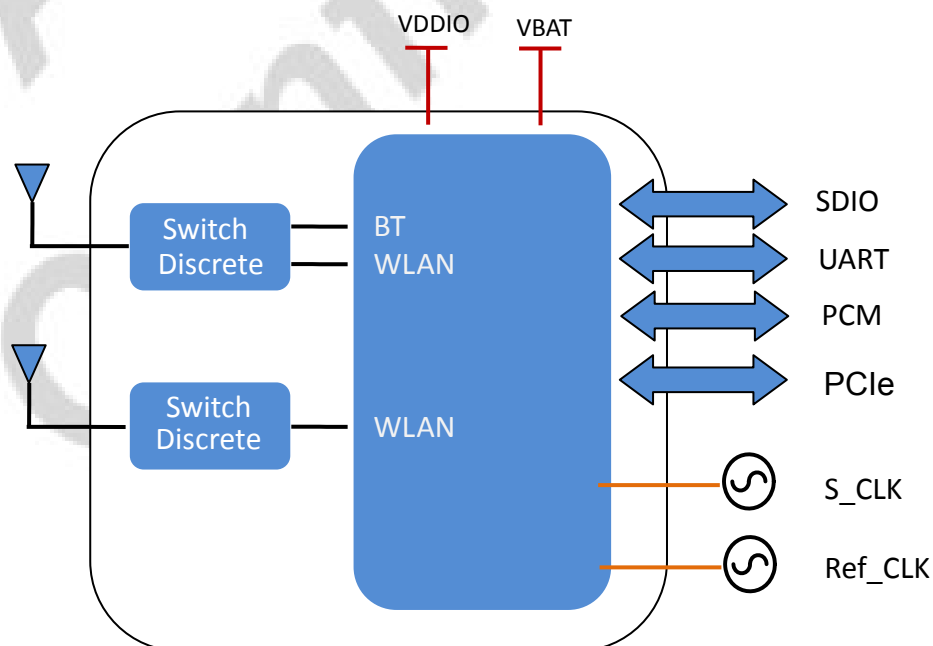 VDDIO
VBAT
Switch
Discrete
BT
WLAN
SDIO
UART
PCM
PCIe
Switch
Discrete
WLAN
S_CLK
Ref_CLK